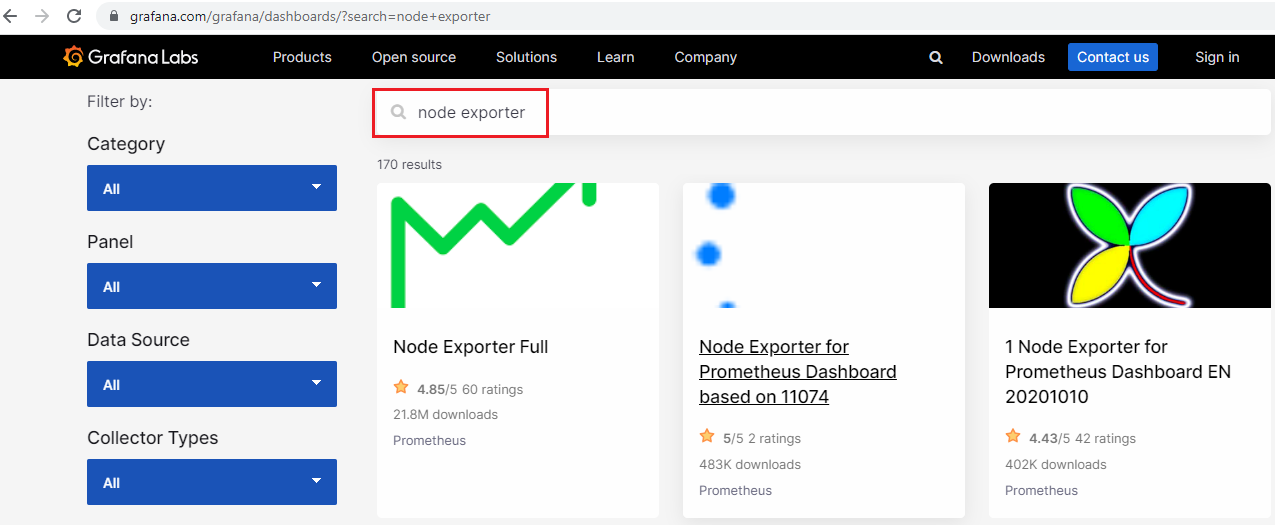 grafana.com/grafana/dashboards/?search=node+exporter
Grafana Labs
Products Open source Solutions Learn Company Downloads Contact us Sign in
Filter by:
Category
All
Panel
All
Data Source
All
Collector Types
All
node exporter
170 results
Node Exporter Full
4.85/5 60 ratings
21.8M downloads
Prometheus
Node Exporter for
Prometheus Dashboard
based on 11074
5/5 2 ratings
483K downloads
Prometheus
1 Node Exporter for
Prometheus Dashboard EN
20201010
4.43/5 42 ratings
402K downloads
Prometheus